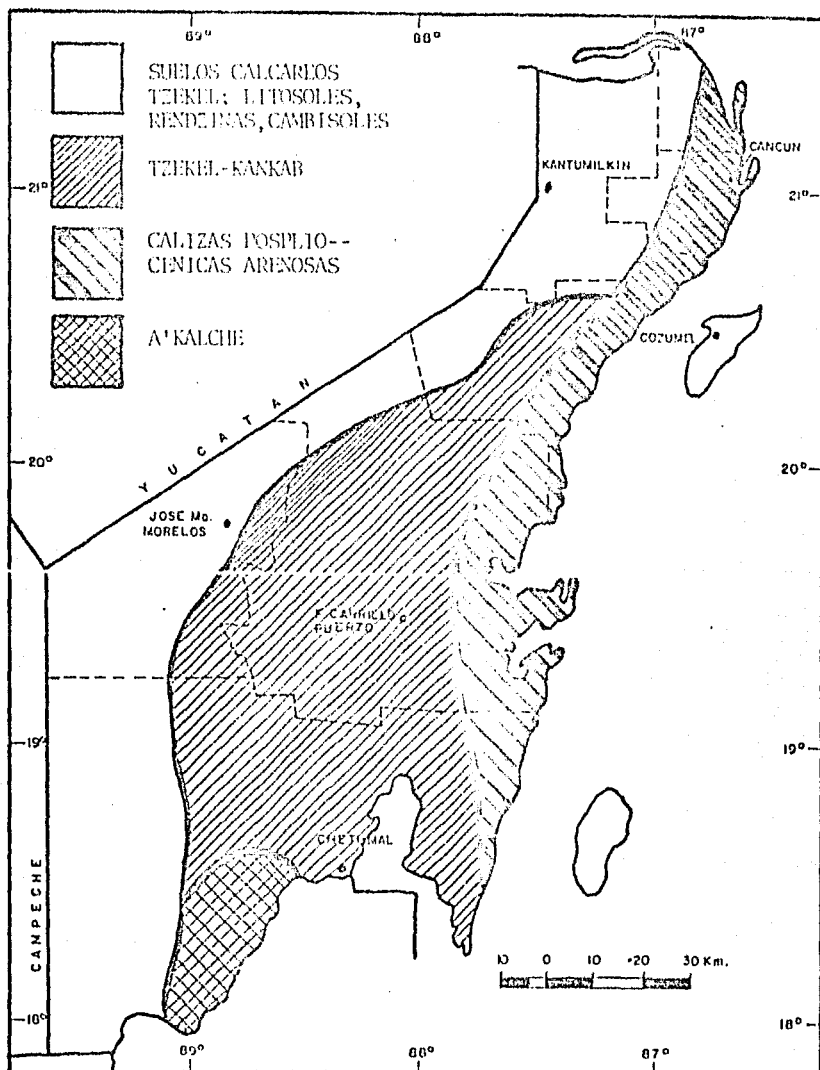 89°
88°
87°
SUELOS CALCAREOS
TZEKEL: LITOSOLES,
RENDZINAS, CAMBISOLES
TZEKEL-KANKAB
CALIZAS POSPLIO--
CENICAS ARENOSAS
A'KALCHE
CANCUN
KANTUMILKIN
21°
21°
COZUMEL
YUCATAN
20°
20°
JOSE Ma.
MORELOS
F. CARRILLO
PUERTO
19°
19°
CHETUMAL
CAMPECHE
10 0 10 20 30 Km.
18°
18°
89°
88°
87°